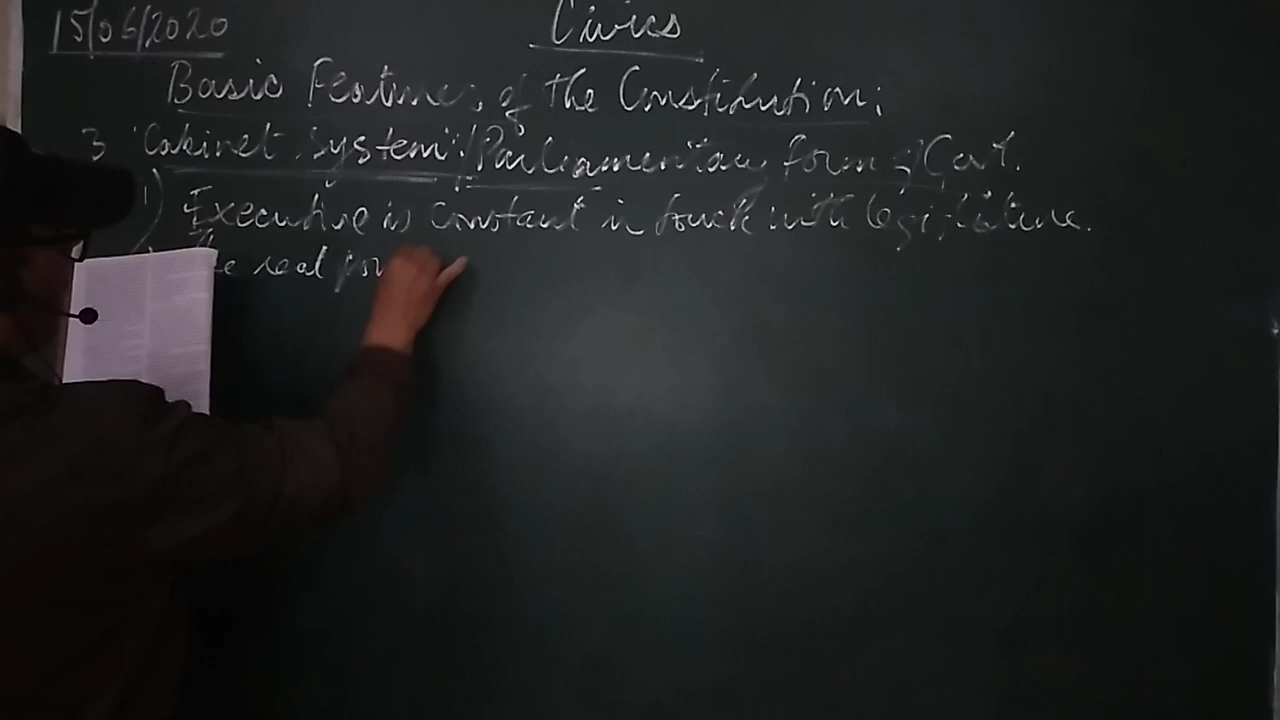 15/06/2020
Civics
Basic Features of the Constitution:
3 Cabinet System:/Parliamentary form of Govt.
1) Executive is constant in touch with legislature.
real